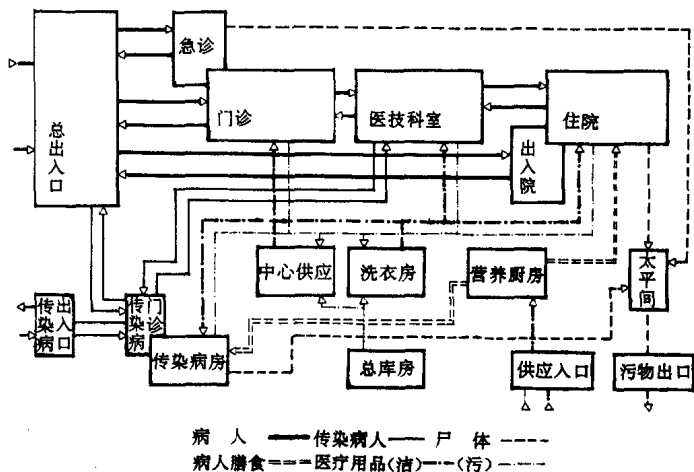 急诊
门诊
医技科室
住院
总出入口
出入院
中心供应
洗衣房
营养厨房
太平间
传染病出入口
传染病门诊
传染病房
总库房
供应入口
污物出口
病人 传染病人 尸体
病人膳食 医疗用品(洁) (污)